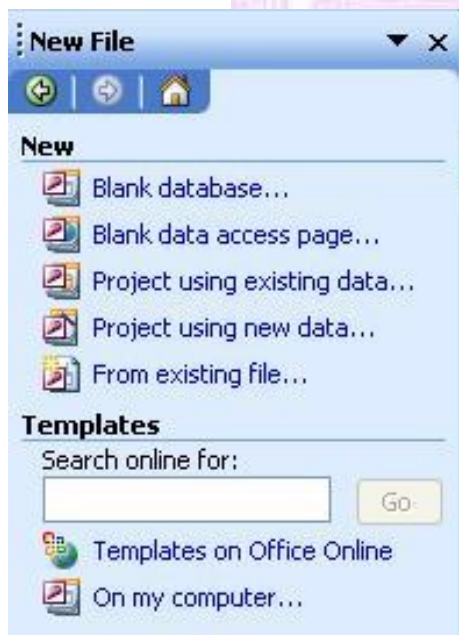 New File
New
Blank database...
Blank data access page...
Project using existing data...
Project using new data...
From existing file...
Templates
Search online for:
Go
Templates on Office Online
On my computer...